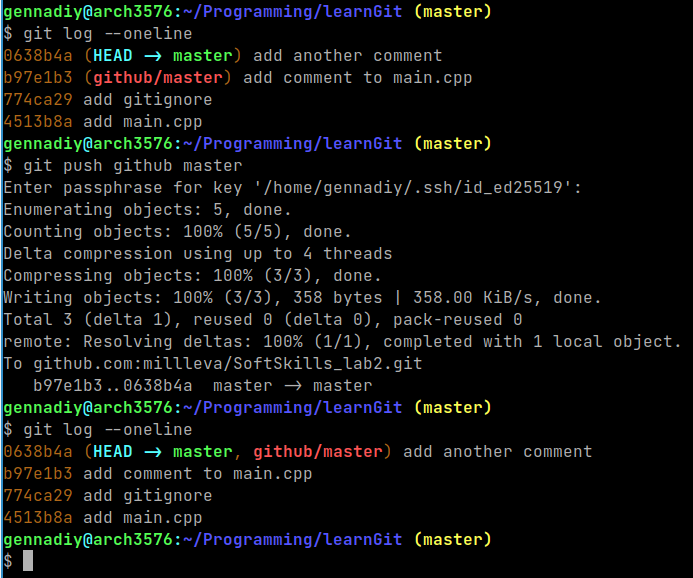 gennadiy@arch3576:~/Programming/learnGit (master)
$ git log --oneline
0638b4a (HEAD -> master) add another comment
b97e1b3 (github/master) add comment to main.cpp
774ca29 add gitignore
4513b8a add main.cpp
gennadiy@arch3576:~/Programming/learnGit (master)
$ git push github master
Enter passphrase for key '/home/gennadiy/.ssh/id_ed25519':
Enumerating objects: 5, done.
Counting objects: 100% (5/5), done.
Delta compression using up to 4 threads
Compressing objects: 100% (3/3), done.
Writing objects: 100% (3/3), 358 bytes | 358.00 KiB/s, done.
Total 3 (delta 1), reused 0 (delta 0), pack-reused 0
remote: Resolving deltas: 100% (1/1), completed with 1 local object.
To github.com:millleva/SoftSkills_lab2.git
   b97e1b3..0638b4a  master -> master
gennadiy@arch3576:~/Programming/learnGit (master)
$ git log --oneline
0638b4a (HEAD -> master, github/master) add another comment
b97e1b3 add comment to main.cpp
774ca29 add gitignore
4513b8a add main.cpp
gennadiy@arch3576:~/Programming/learnGit (master)
$